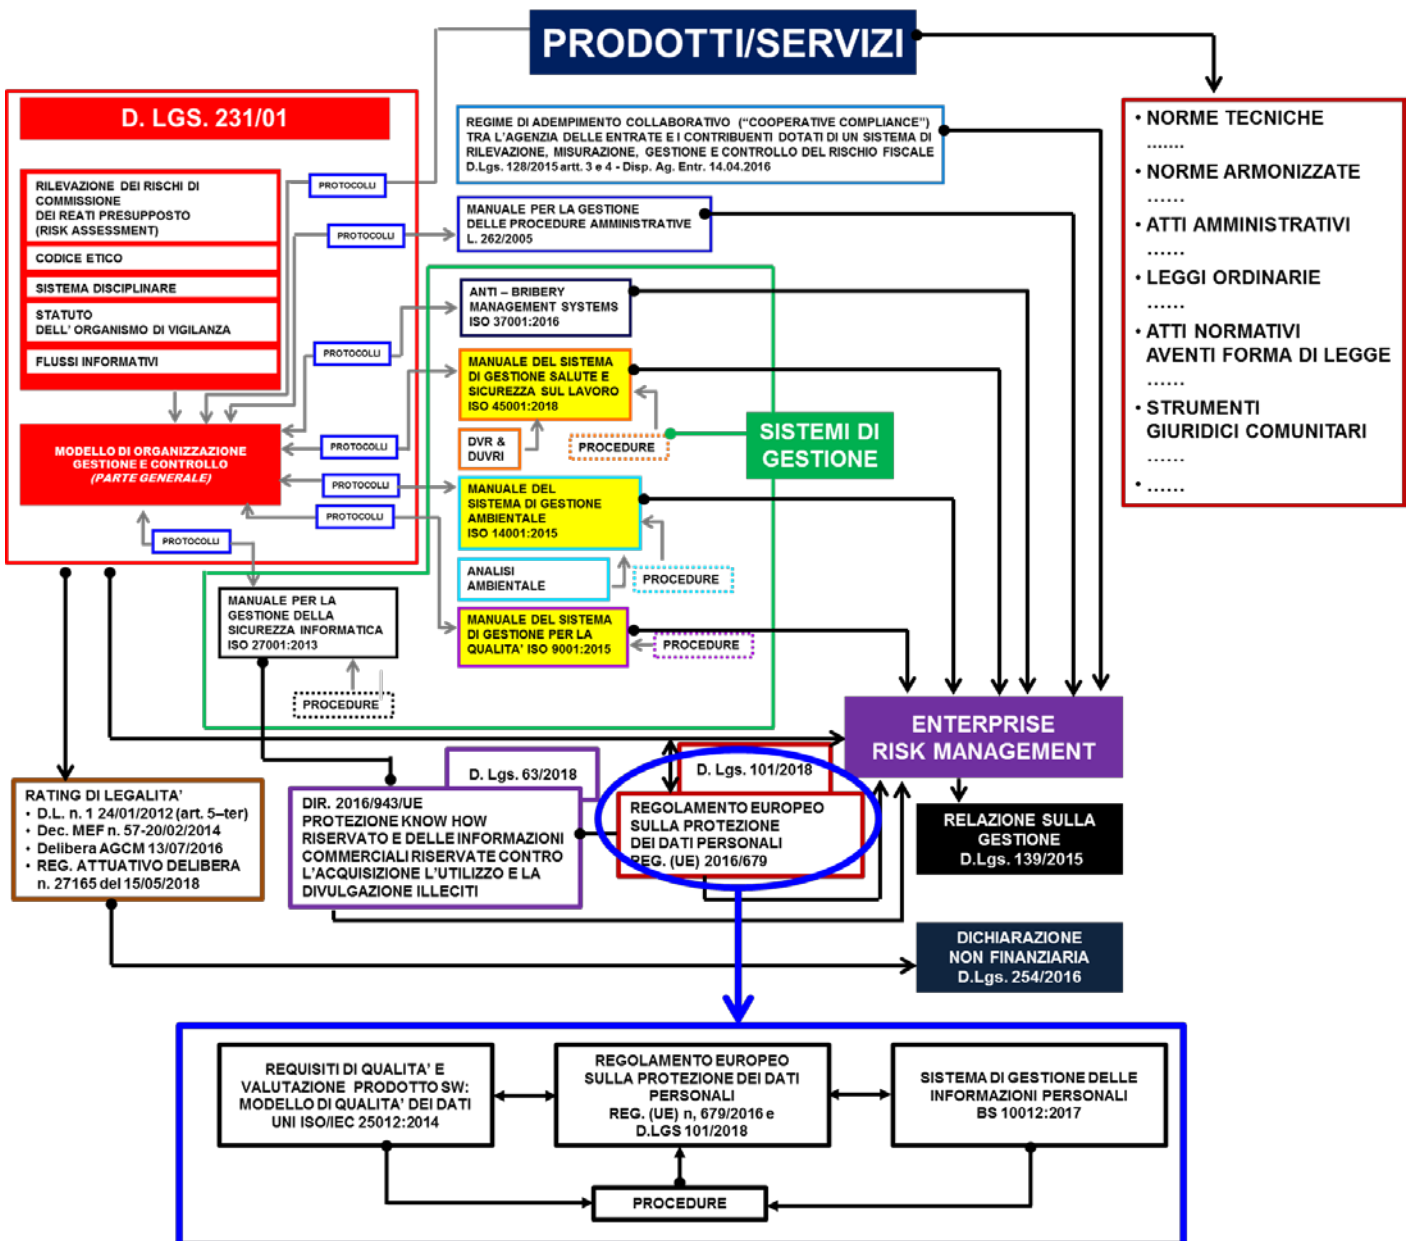 PRODOTTI/SERVIZI
D. LGS. 231/01
RILEVAZIONE DEI RISCHI DI
COMMISSIONE
DEI REATI PRESUPPOSTO
(RISK ASSESSMENT)
CODICE ETICO
SISTEMA DISCIPLINARE
STATUTO
DELL' ORGANISMO DI VIGILANZA
FLUSSI INFORMATIVI
MODELLO DI ORGANIZZAZIONE
GESTIONE E CONTROLLO
(PARTE GENERALE)
PROTOCOLLI
PROTOCOLLI
PROTOCOLLI
PROTOCOLLI
PROTOCOLLI
PROTOCOLLI
PROTOCOLLI
REGIME DI ADEMPIMENTO COLLABORATIVO ("COOPERATIVE COMPLIANCE")
TRA L'AGENZIA DELLE ENTRATE E I CONTRIBUENTI DOTATI DI UN SISTEMA DI
RILEVAZIONE, MISURAZIONE, GESTIONE E CONTROLLO DEL RISCHIO FISCALE
D.Lgs. 128/2015 artt. 3 e 4 - Disp. Ag. Entr. 14.04.2016
MANUALE PER LA GESTIONE
DELLE PROCEDURE AMMINISTRATIVE
L. 262/2005
ANTI – BRIBERY
MANAGEMENT SYSTEMS
ISO 37001:2016
MANUALE DEL SISTEMA
DI GESTIONE SALUTE E
SICUREZZA SUL LAVORO
ISO 45001:2018
DVR &
DUVRI
PROCEDURE
SISTEMI DI
GESTIONE
MANUALE DEL
SISTEMA DI GESTIONE
AMBIENTALE
ISO 14001:2015
ANALISI
AMBIENTALE
PROCEDURE
MANUALE DEL SISTEMA
DI GESTIONE PER LA
QUALITA' ISO 9001:2015
PROCEDURE
MANUALE PER LA
GESTIONE DELLA
SICUREZZA INFORMATICA
ISO 27001:2013
PROCEDURE
• NORME TECNICHE
.......
• NORME ARMONIZZATE
......
• ATTI AMMINISTRATIVI
......
• LEGGI ORDINARIE
......
• ATTI NORMATIVI
AVENTI FORMA DI LEGGE
......
• STRUMENTI
GIURIDICI COMUNITARI
......
• ......
ENTERPRISE
RISK MANAGEMENT
RELAZIONE SULLA
GESTIONE
D.Lgs. 139/2015
DICHIARAZIONE
NON FINANZIARIA
D.Lgs. 254/2016
RATING DI LEGALITA'
• D.L. n. 1 24/01/2012 (art. 5–ter)
• Dec. MEF n. 57-20/02/2014
• Delibera AGCM 13/07/2016
• REG. ATTUATIVO DELIBERA
n. 27165 del 15/05/2018
D. Lgs. 63/2018
DIR. 2016/943/UE
PROTEZIONE KNOW HOW
RISERVATO E DELLE INFORMAZIONI
COMMERCIALI RISERVATE CONTRO
L'ACQUISIZIONE L'UTILIZZO E LA
DIVULGAZIONE ILLECITI
D. Lgs. 101/2018
REGOLAMENTO EUROPEO
SULLA PROTEZIONE
DEI DATI PERSONALI
REG. (UE) 2016/679
REQUISITI DI QUALITA' E
VALUTAZIONE PRODOTTO SW:
MODELLO DI QUALITA' DEI DATI
UNI ISO/IEC 25012:2014
REGOLAMENTO EUROPEO
SULLA PROTEZIONE DEI DATI
PERSONALI
REG. (UE) n, 679/2016 e
D.LGS 101/2018
SISTEMA DI GESTIONE DELLE
INFORMAZIONI PERSONALI
BS 10012:2017
PROCEDURE